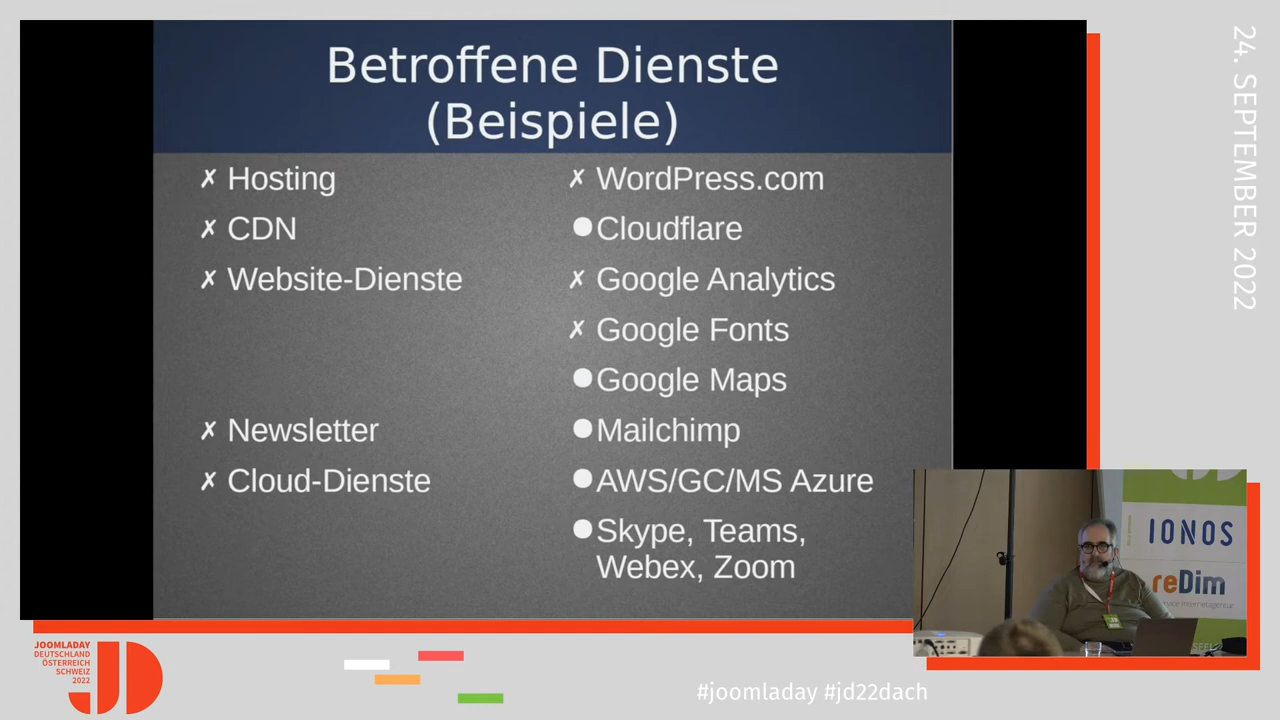 Betroffene Dienste
(Beispiele)
✗ Hosting
✗ CDN
✗ Website-Dienste
✗ Newsletter
✗ Cloud-Dienste
✗ WordPress.com
●Cloudflare
✗ Google Analytics
✗ Google Fonts
●Google Maps
●Mailchimp
●AWS/GC/MS Azure
●Skype, Teams,
Webex, Zoom
24. SEPTEMBER 2022
IONOS
reDim
JOOMLADAY
DEUTSCHLAND
ÖSTERREICH
SCHWEIZ
2022
JD
#joomladay #jd22dach